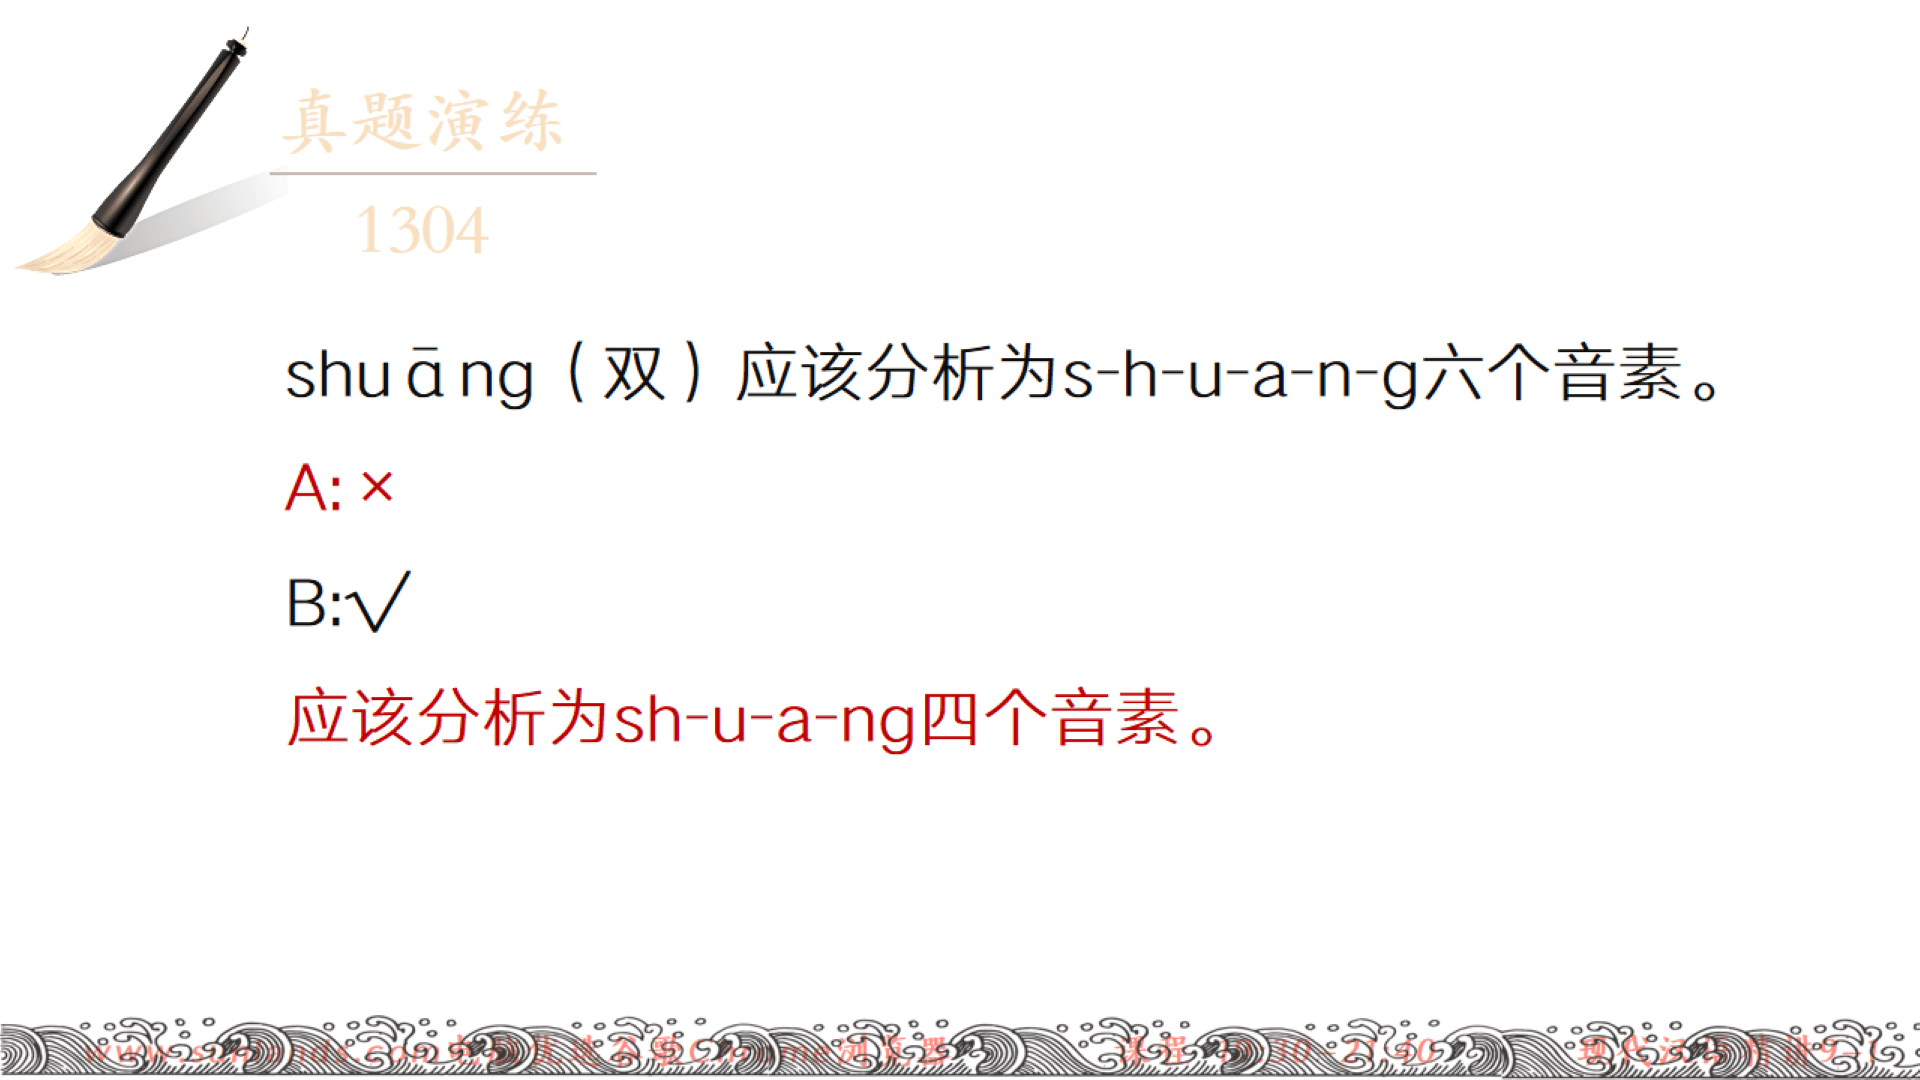 真题演练
1304
shuāng（双）应该分析为s-h-u-a-n-g六个音素。
A: ×
B:√
应该分析为sh-u-a-ng四个音素。